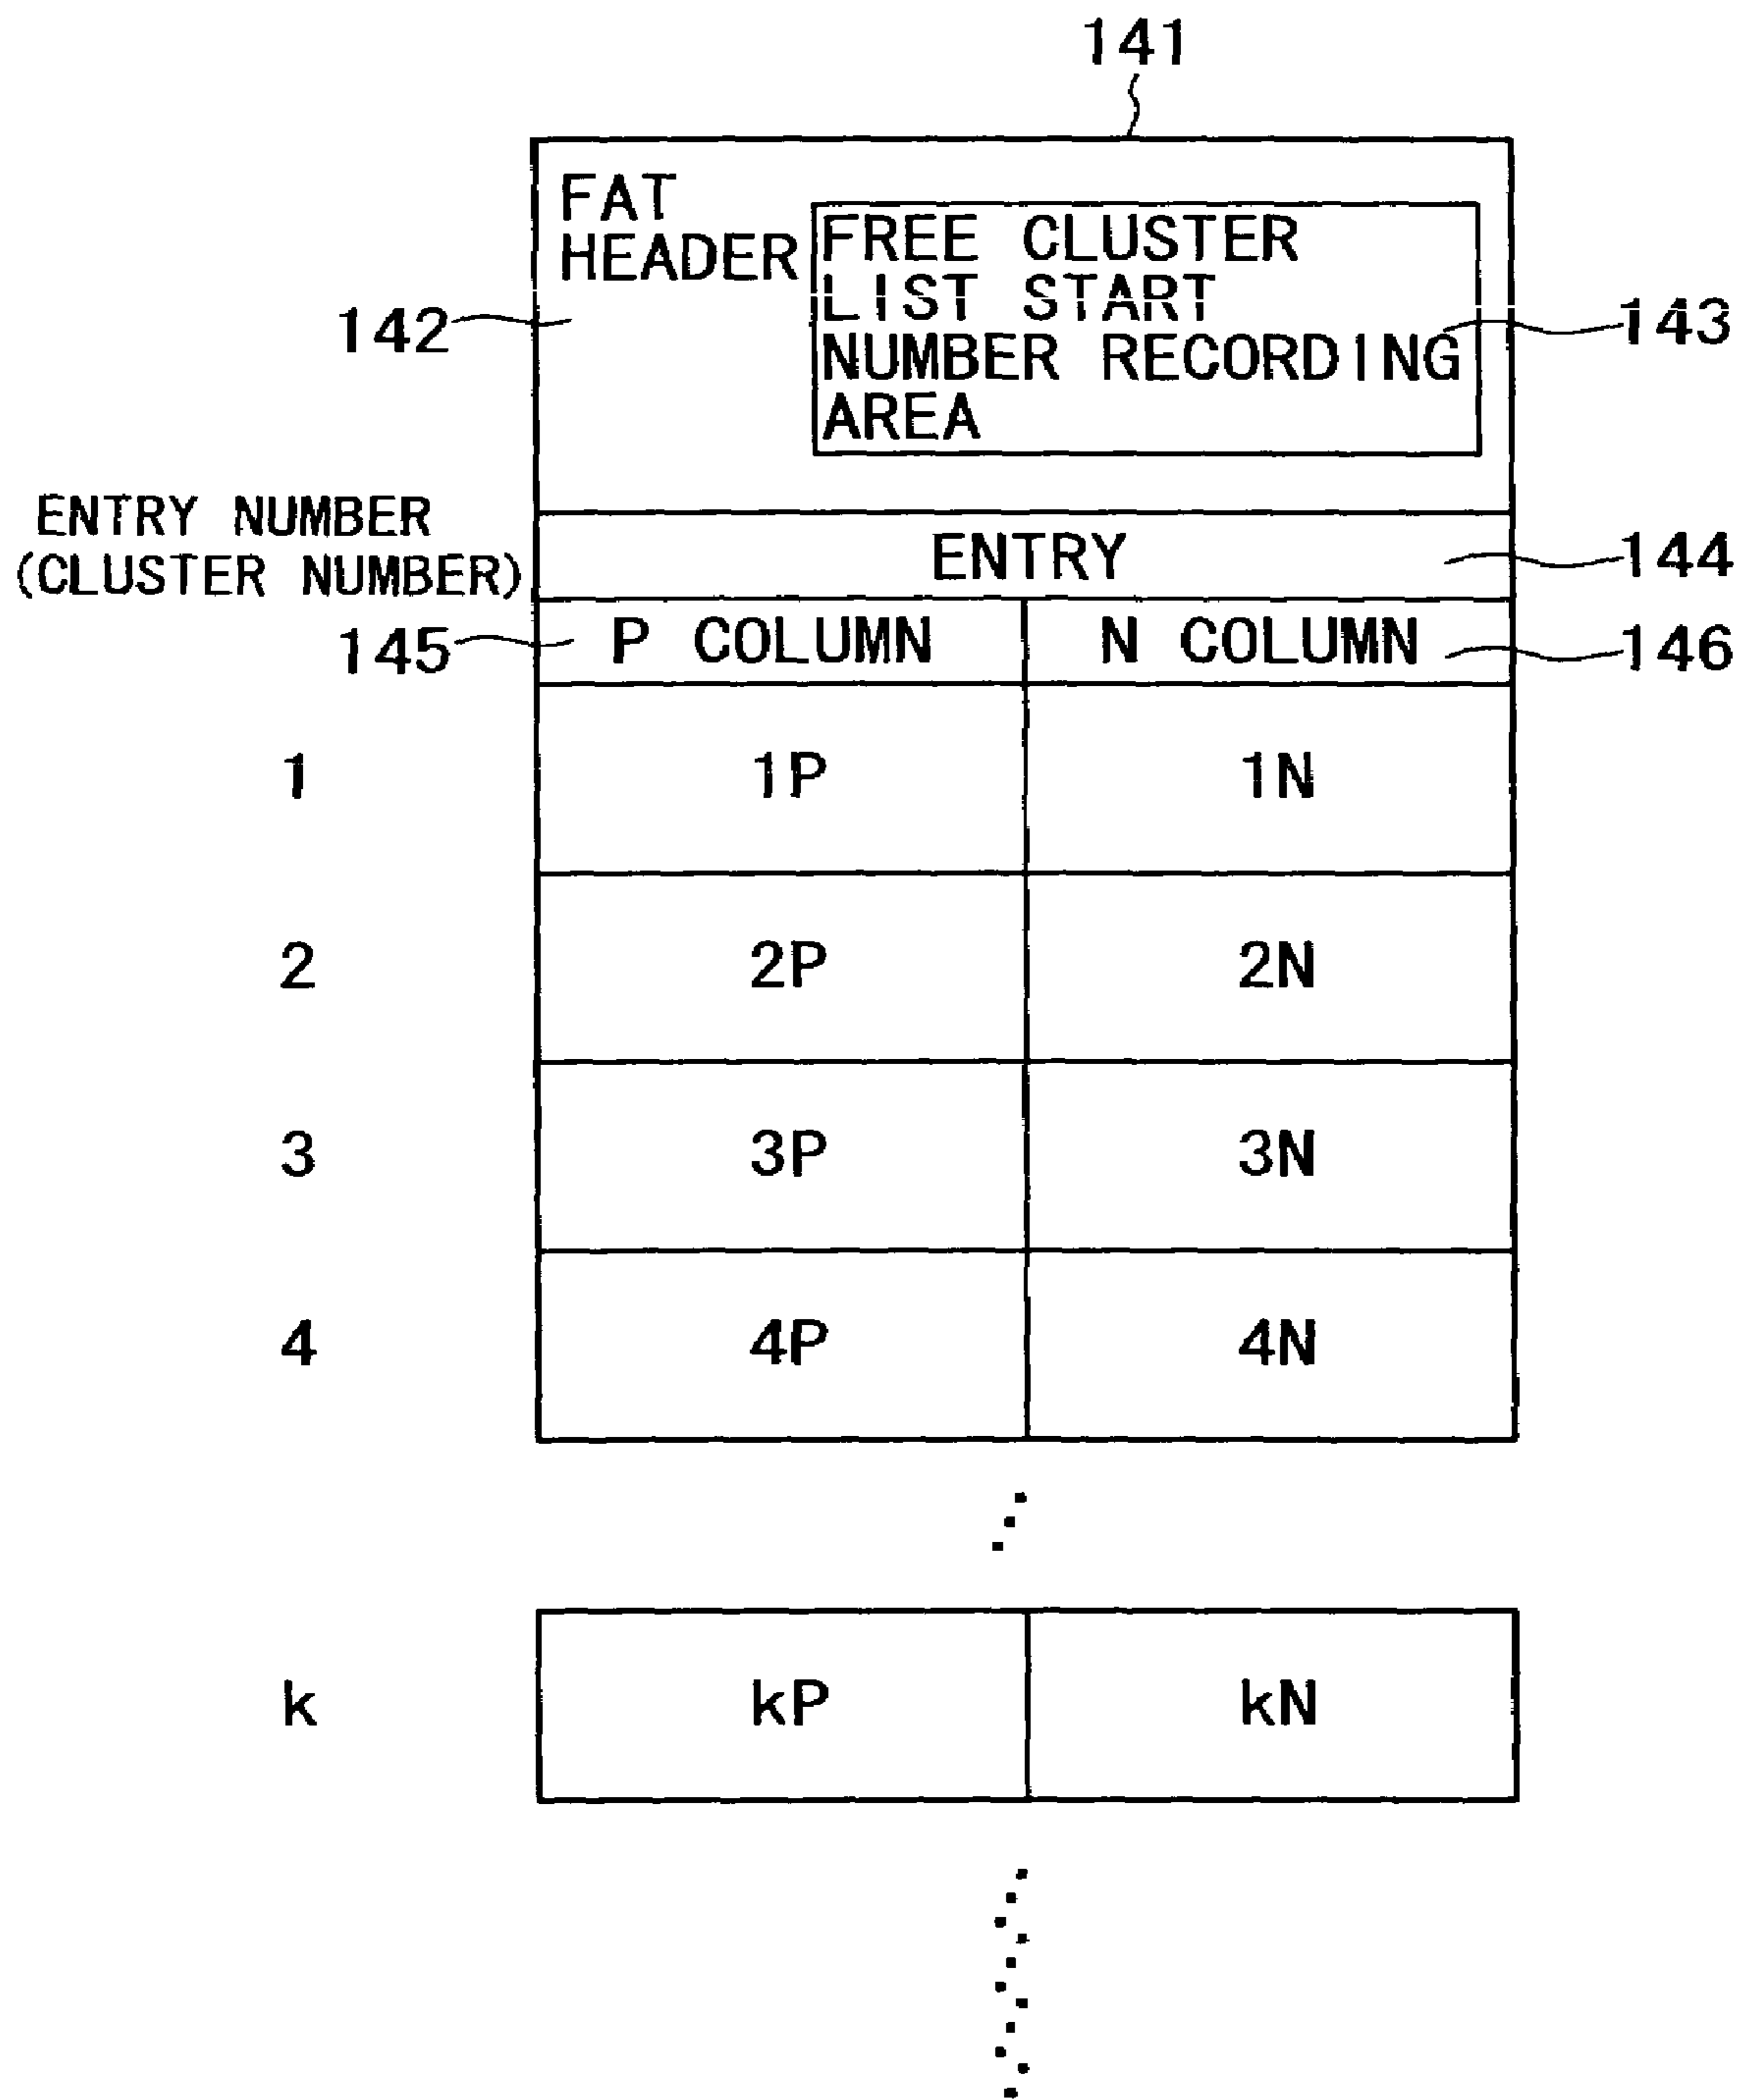 141
FAT
HEADER
FREE CLUSTER
LIST START
NUMBER RECORDING
AREA
142
143
ENTRY NUMBER
(CLUSTER NUMBER)
ENTRY
144
145
P COLUMN
N COLUMN
146
1 1P 1N
2 2P 2N
3 3P 3N
4 4P 4N
k kP kN